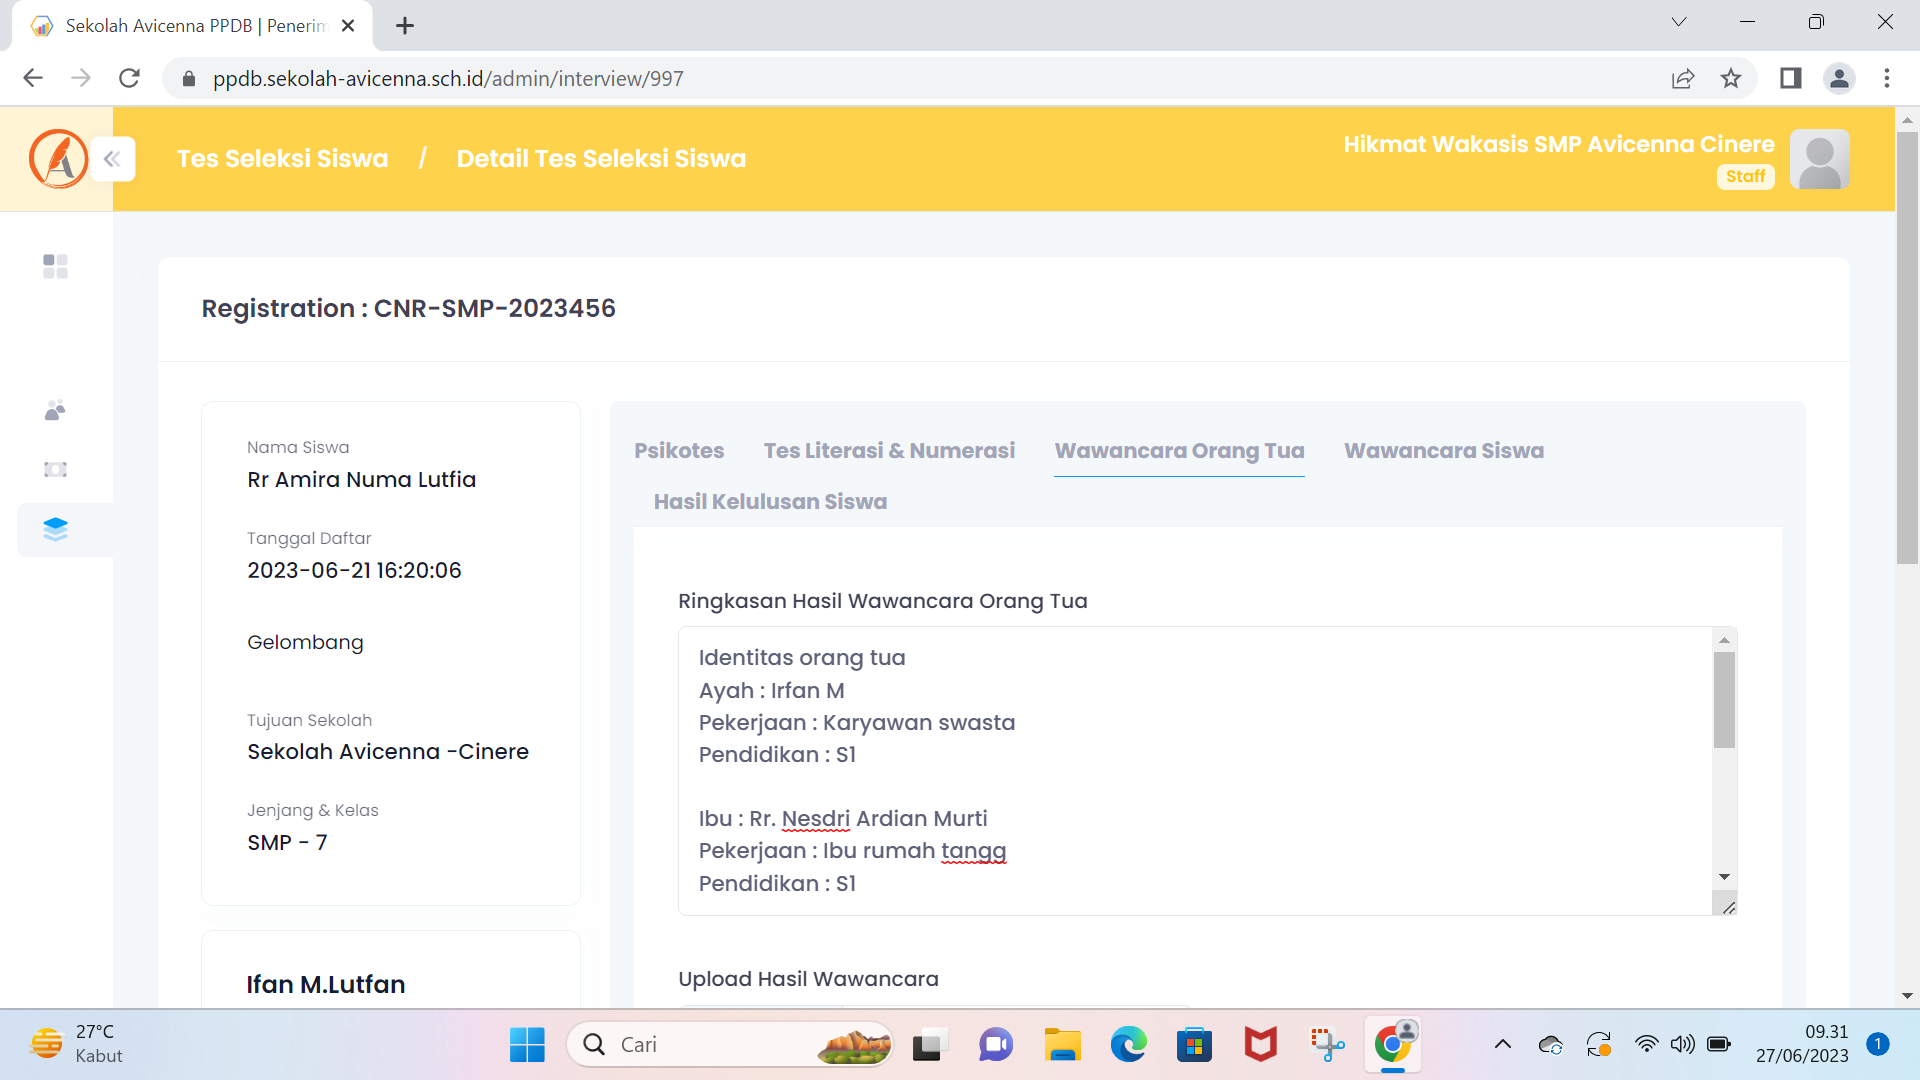 Sekolah Avicenna PPDB | Penerim
ppdb.sekolah-avicenna.sch.id/admin/interview/997
Tes Seleksi Siswa / Detail Tes Seleksi Siswa
Hikmat Wakasis SMP Avicenna Cinere
Staff
Registration : CNR-SMP-2023456
Nama Siswa
Rr Amira Numa Lutfia
Tanggal Daftar
2023-06-21 16:20:06
Gelombang
Tujuan Sekolah
Sekolah Avicenna -Cinere
Jenjang & Kelas
SMP - 7
Ifan M.Lutfan
Psikotes Tes Literasi & Numerasi Wawancara Orang Tua Wawancara Siswa
Hasil Kelulusan Siswa
Ringkasan Hasil Wawancara Orang Tua
Identitas orang tua
Ayah : Irfan M
Pekerjaan : Karyawan swasta
Pendidikan : S1
Ibu : Rr. Nesdri Ardian Murti
Pekerjaan : Ibu rumah tangg
Pendidikan : S1
Upload Hasil Wawancara
27°C
Kabut
Cari
09.31
27/06/2023
1